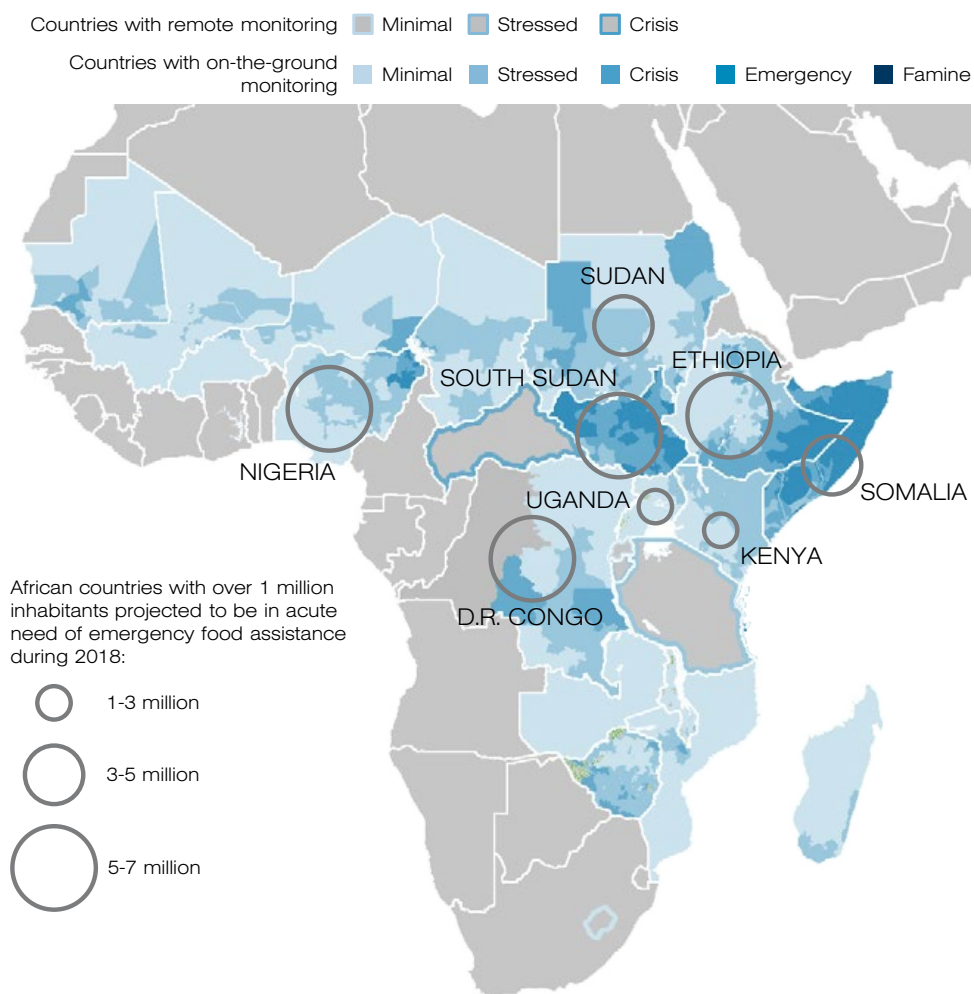 Countries with remote monitoring Minimal Stressed Crisis
Countries with on-the-ground
monitoring Minimal Stressed Crisis Emergency Famine
SUDAN
ETHIOPIA
SOUTH SUDAN
NIGERIA
SOMALIA
UGANDA
KENYA
D.R. CONGO
African countries with over 1 million
inhabitants projected to be in acute
need of emergency food assistance
during 2018:
1-3 million
3-5 million
5-7 million